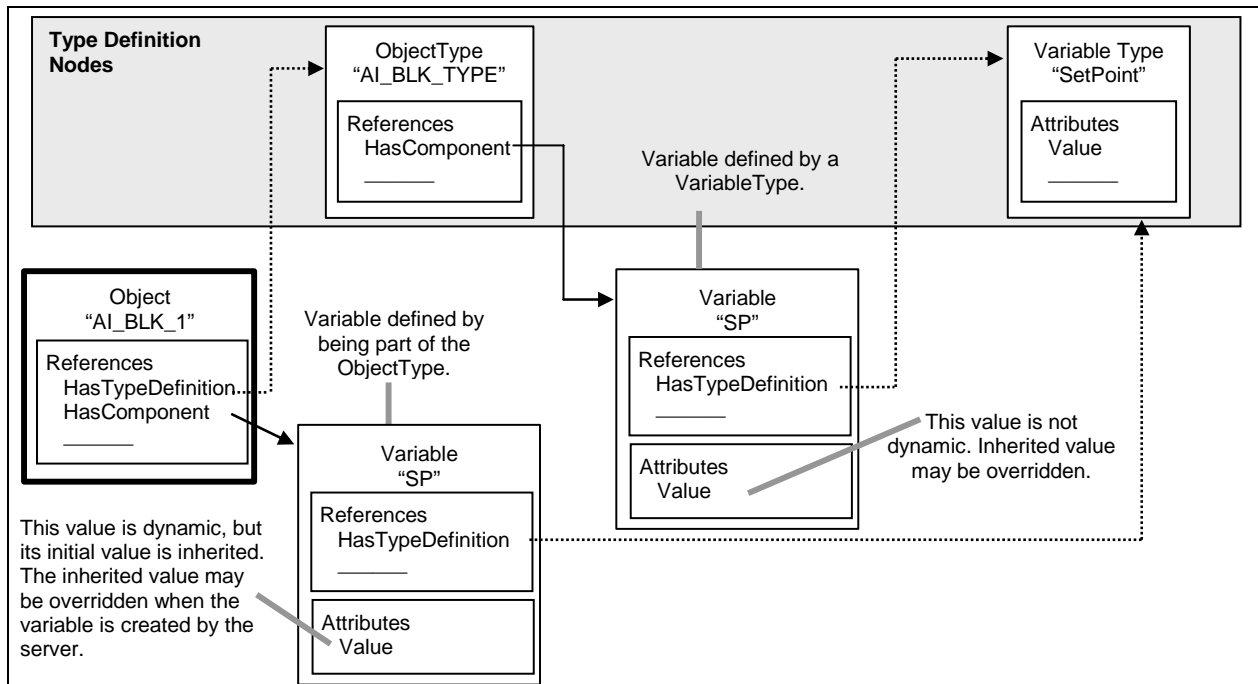 Type Definition
Nodes
ObjectType
“AI_BLK_TYPE”
References
HasComponent
Variable Type
“SetPoint”
Attributes
Value
Variable defined by a
VariableType.
Object
“AI_BLK_1”
References
HasTypeDefinition
HasComponent
Variable defined by
being part of the
ObjectType.
Variable
“SP”
References
HasTypeDefinition
Attributes
Value
This value is not
dynamic. Inherited value
may be overridden.
Variable
“SP”
References
HasTypeDefinition
Attributes
Value
This value is dynamic, but
its initial value is inherited.
The inherited value may
be overridden when the
variable is created by the
server.